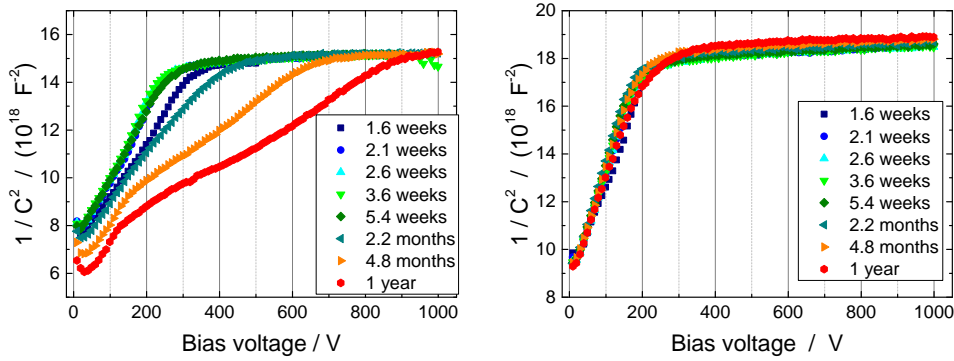 1 / C² / (10¹⁸ F⁻²)
16
14
12
10
8
6
0
200
400
600
800
1000
Bias voltage / V
1.6 weeks
2.1 weeks
2.6 weeks
3.6 weeks
5.4 weeks
2.2 months
4.8 months
1 year
1 / C² / (10¹⁸ F⁻²)
20
18
16
14
12
10
8
0
200
400
600
800
1000
Bias voltage / V
1.6 weeks
2.1 weeks
2.6 weeks
3.6 weeks
5.4 weeks
2.2 months
4.8 months
1 year